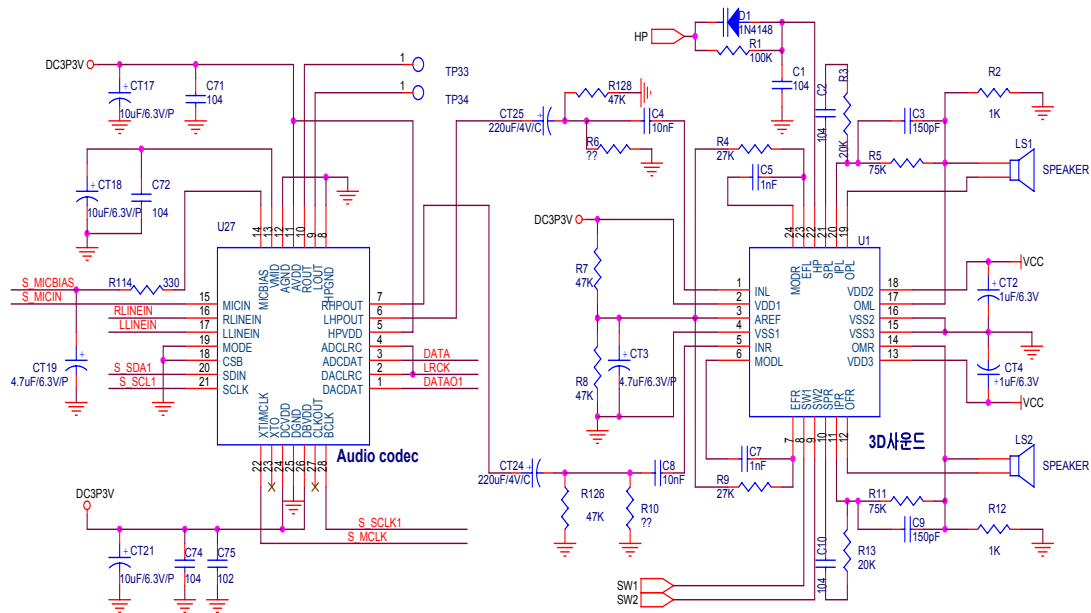 DC3P3V
CT17
10uF/6.3V/P
C71
104
1
TP33
1
TP34
CT18
10uF/6.3V/P
C72
104
U27
14
13
12
11
10
9
8
MICBIAS
VMID
AGND
AVDD
ROUT
LOUT
HPGND
S_MICBIAS
R114
330
S_MICIN
RLINEIN
LLINEIN
S_SDA1
S_SCL1
CT19
4.7uF/6.3V/P
15
16
17
19
18
20
21
MICIN
RLINEIN
LLINEIN
MODE
CSB
SDIN
SCLK
RHPOUT
LHPOUT
HPVDD
ADCLRC
ADCDAT
DACLRC
DACDAT
7
6
5
4
3
2
1
DATA
LRCK
DATAO1
XTIMCLK
XTO
DCVDD
DGND
DBVDD
CLKOUT
BCLK
22
23
24
25
26
27
28
Audio codec
S_SCLK1
S_MCLK
DC3P3V
CT21
10uF/6.3V/P
C74
104
C75
102
HP
D1
1N4148
R1
100K
C1
104
C2
104
R3
20K
R2
1K
C3
150pF
R5
75K
LS1
SPEAKER
CT25
220uF/4V/C
R128
47K
C4
10nF
R6
??
R4
27K
C5
1nF
DC3P3V
R7
47K
R8
47K
CT3
4.7uF/6.3V/P
24
23
22
21
20
19
U1
MODR
EFL
HP
SPL
IPL
OPL
1
2
3
4
5
6
INL
VDD1
AREF
VSS1
INR
MODL
VDD2
OML
VSS2
VSS3
OMR
VDD3
18
17
16
15
14
13
VCC
CT2
1uF/6.3V
CT4
1uF/6.3V
VCC
EFR
SW1
SW2
SPR
IPR
OFR
7
8
9
10
11
12
3D사운드
CT24
220uF/4V/C
R126
47K
R10
??
C8
10nF
C7
1nF
R9
27K
LS2
SPEAKER
R11
75K
C9
150pF
R12
1K
C10
104
R13
20K
SW1
SW2